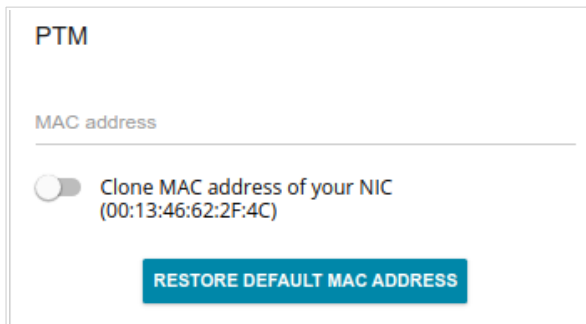 PTM
MAC address
Clone MAC address of your NIC
(00:13:46:62:2F:4C)
RESTORE DEFAULT MAC ADDRESS